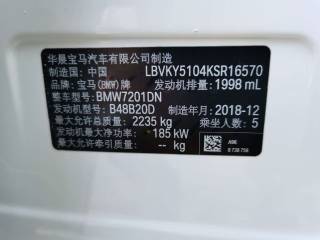 华晨宝马汽车有限公司制造
制造国：中国 LBVKY5104KSR16570
品牌：宝马(BMW)牌 发动机排量：1998 mL
整车型号：BMW7201DN
发动机型号：B48B20D 制造年月：2018-12
最大允许总质量：2235 kg 乘坐人数：5
发动机最大净功率：185 kW
最大允许牵引质量：-- kg
8 738 756